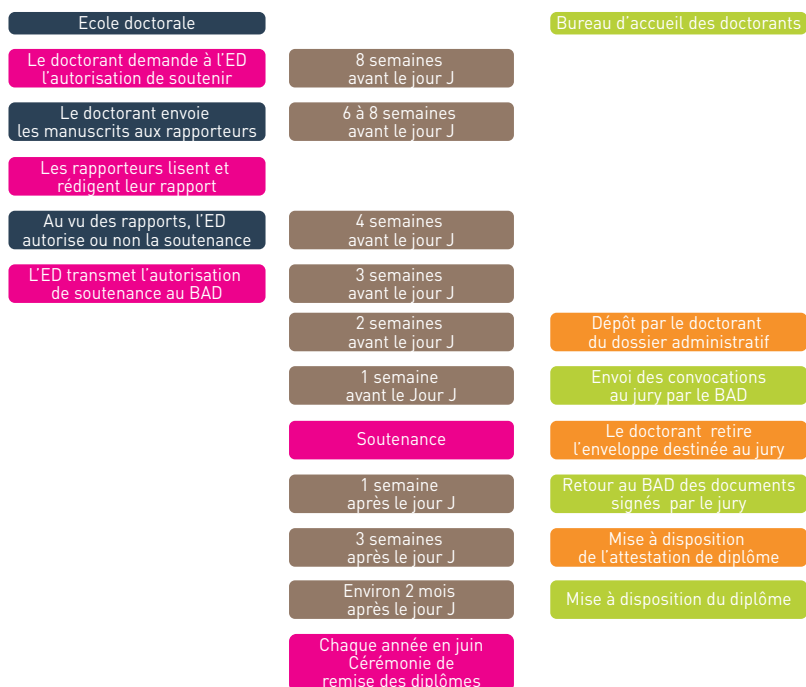 Ecole doctorale
Bureau d'accueil des doctorants
Le doctorant demande à l'ED
l'autorisation de soutenir
8 semaines
avant le jour J
Le doctorant envoie
les manuscrits aux rapporteurs
6 à 8 semaines
avant le jour J
Les rapporteurs lisent et
rédigent leur rapport
Au vu des rapports, l'ED
autorise ou non la soutenance
4 semaines
avant le jour J
L'ED transmet l'autorisation
de soutenance au BAD
3 semaines
avant le jour J
2 semaines
avant le jour J
Dépôt par le doctorant
du dossier administratif
1 semaine
avant le Jour J
Envoi des convocations
au jury par le BAD
Soutenance
Le doctorant retire
l'enveloppe destinée au jury
1 semaine
après le jour J
Retour au BAD des documents
signés par le jury
3 semaines
après le jour J
Mise à disposition
de l'attestation de diplôme
Environ 2 mois
après le jour J
Mise à disposition du diplôme
Chaque année en juin
Cérémonie de
remise des diplômes